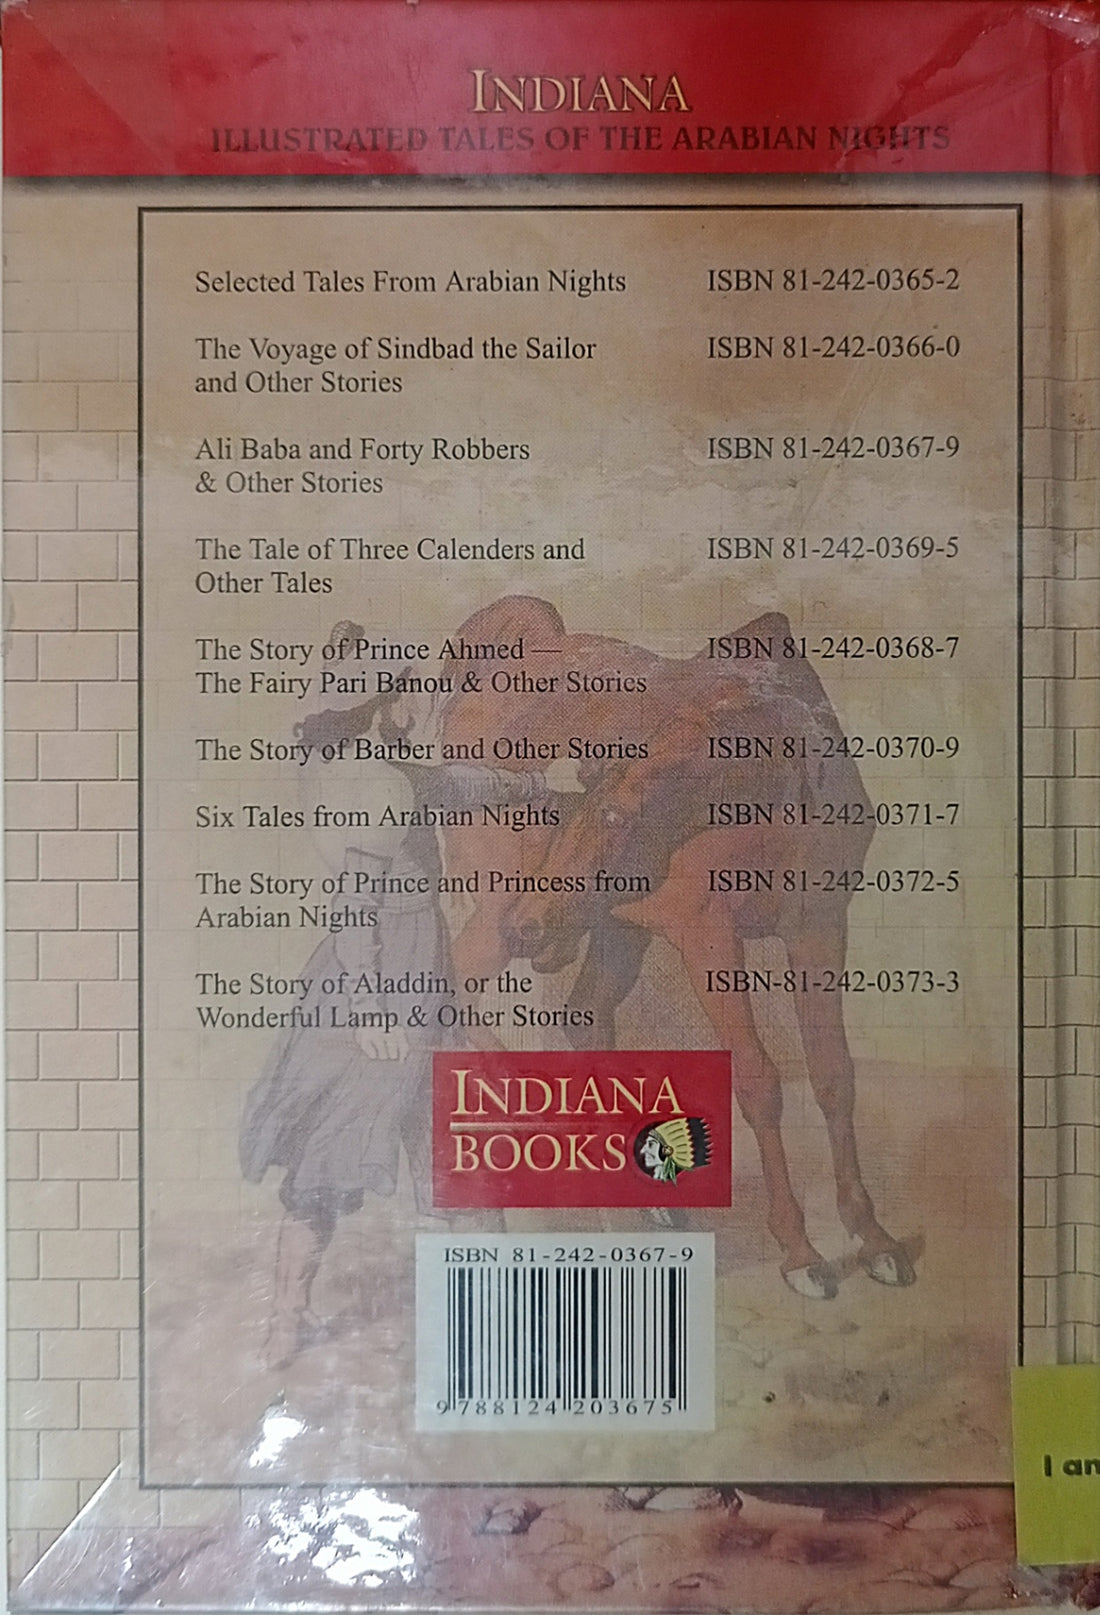 INDIANA
ILLUSTRATED TALES OF THE ARABIAN NIGHTS
Selected Tales From Arabian Nights ISBN 81-242-0365-2
The Voyage of Sindbad the Sailor ISBN 81-242-0366-0
and Other Stories
Ali Baba and Forty Robbers ISBN 81-242-0367-9
& Other Stories
The Tale of Three Calenders and ISBN 81-242-0369-5
Other Tales
The Story of Prince Ahmed — ISBN 81-242-0368-7
The Fairy Pari Banou & Other Stories
The Story of Barber and Other Stories ISBN 81-242-0370-9
Six Tales from Arabian Nights ISBN 81-242-0371-7
The Story of Prince and Princess from ISBN 81-242-0372-5
Arabian Nights
The Story of Aladdin, or the ISBN-81-242-0373-3
Wonderful Lamp & Other Stories
INDIANA
BOOKS
ISBN 81-242-0367-9
9 788124 203675
I am